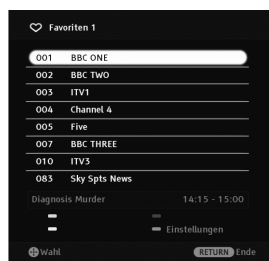 Favoriten 1
001 BBC ONE
002 BBC TWO
003 ITV1
004 Channel 4
005 Five
007 BBC THREE
010 ITV3
083 Sky Spts News
Diagnosis Murder 14:15 - 15:00
Einstellungen
Wahl RETURN Ende